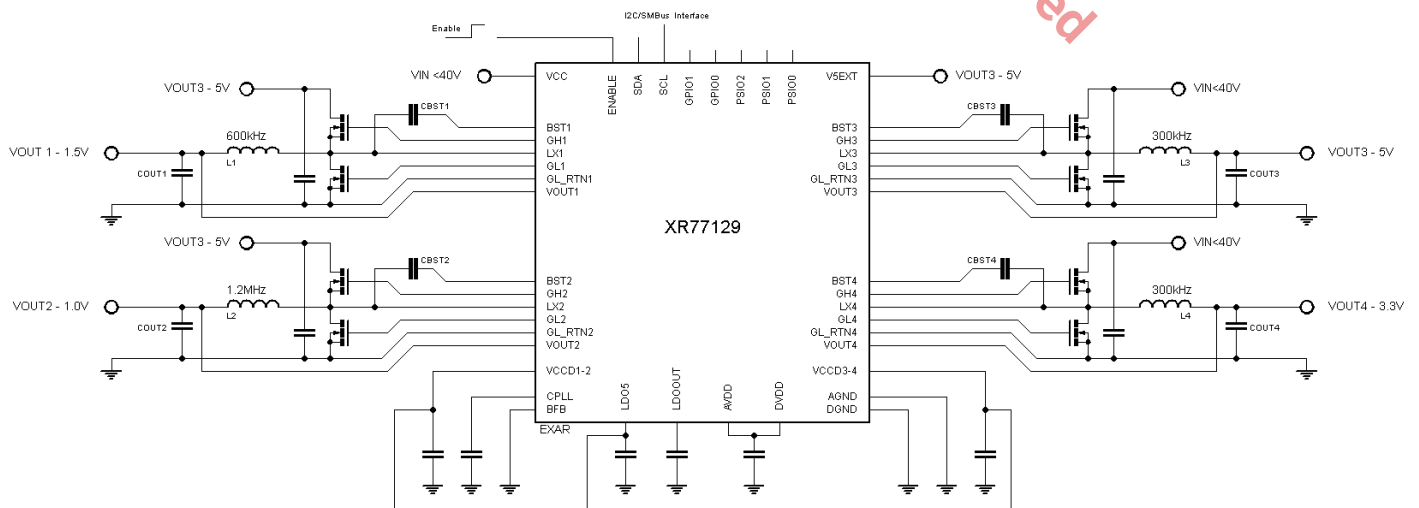 ed
I2C/SMBus Interface
Enable
VIN <40V
VCC
ENABLE
SDA
SCL
GPIO1
GPIO0
PSIO2
PSIO1
PSIO0
V5EXT
VOUT3 - 5V
VOUT3 - 5V
CBST1
BST1
GH1
LX1
GL1
GL_RTN1
VOUT1
600kHz
L1
VOUT 1 - 1.5V
COUT1
CBST3
BST3
GH3
LX3
GL3
GL_RTN3
VOUT3
VIN<40V
300kHz
L3
VOUT3 - 5V
COUT3
XR77129
VOUT3 - 5V
CBST2
BST2
GH2
LX2
GL2
GL_RTN2
VOUT2
1.2MHz
L2
VOUT2 - 1.0V
COUT2
CBST4
BST4
GH4
LX4
GL4
GL_RTN4
VOUT4
VIN<40V
300kHz
L4
VOUT4 - 3.3V
COUT4
VCCD1-2
CPLL
BFB
LDO5
LDOOUT
AVDD
DVDD
VCCD3-4
AGND
DGND
EXAR